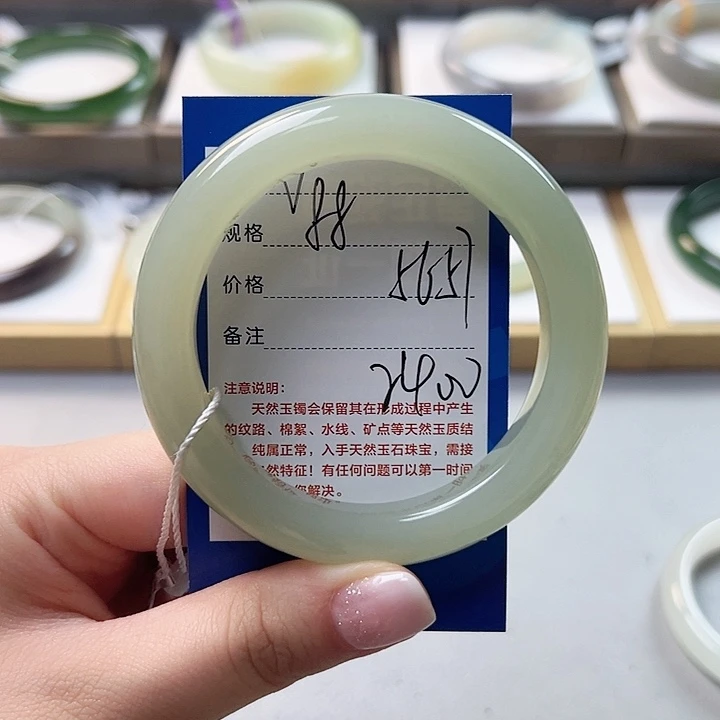 V88
规格
5657
价格
备注
2400
注意说明:
天然玉镯会保留其在形成过程中产生
的纹路、棉絮、水线、矿点等天然玉质结
纯属正常，入手天然玉石珠宝，需接
然特征！有任何问题可以第一时间
您解决。